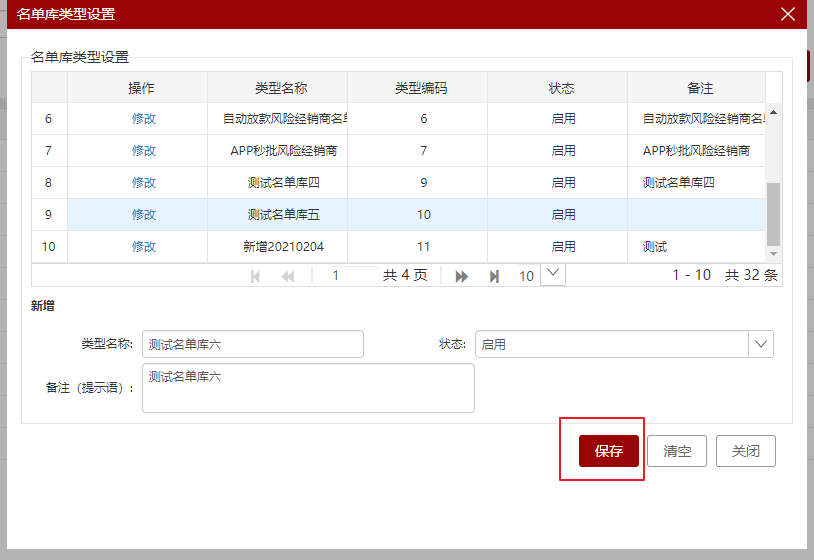 名单库类型设置
名单库类型设置
操作 类型名称 类型编码 状态 备注
6 修改 自动放款风险经销商名 6 启用 自动放款风险经销商名
7 修改 APP秒批风险经销商 7 启用 APP秒批风险经销商
8 修改 测试名单库四 9 启用 测试名单库四
9 修改 测试名单库五 10 启用
10 修改 新增20210204 11 启用 测试
1 共 4 页 10 1 - 10 共 32 条
新增
类型名称: 测试名单库六 状态: 启用
备注（提示语）: 测试名单库六
保存 清空 关闭